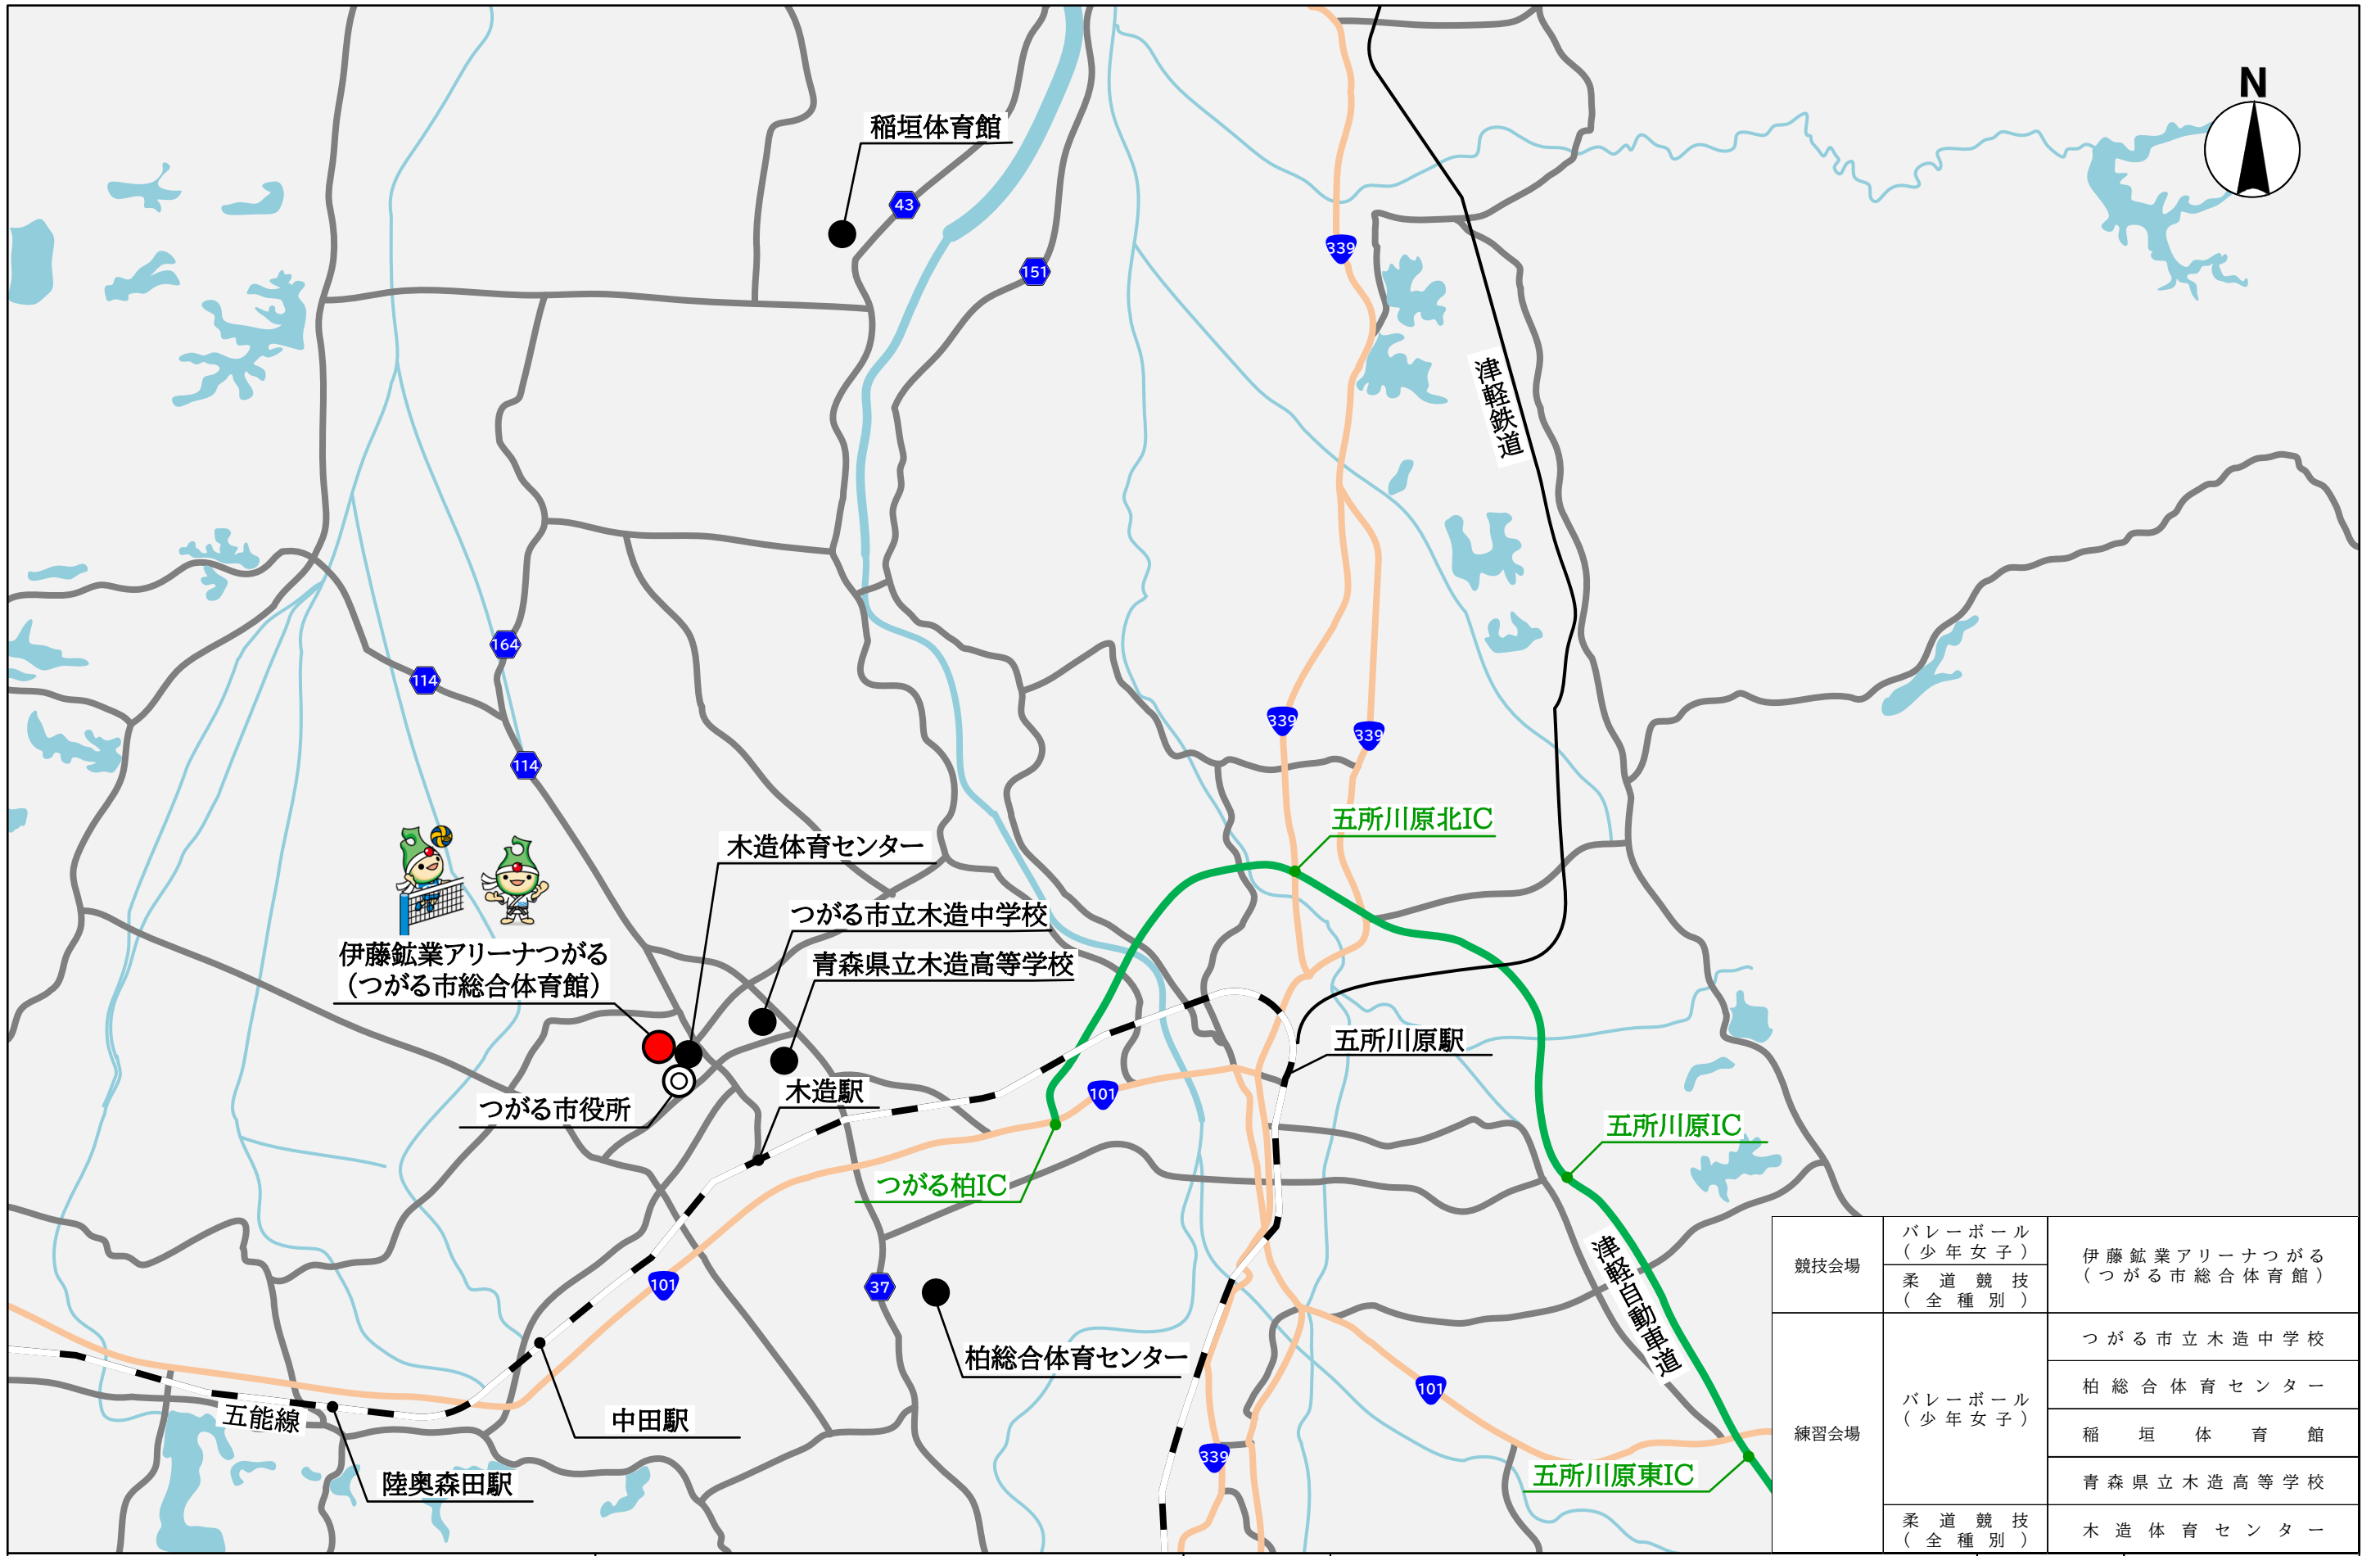 N
稲垣体育館
43
151
339
津軽鉄道
164
114
339
339
114
五所川原北IC
木造体育センター
つがる市立木造中学校
青森県立木造高等学校
伊藤鉱業アリーナつがる
（つがる市総合体育館）
五所川原駅
木造駅
101
つがる市役所
五所川原IC
つがる柏IC
101
37
津軽自動車道
柏総合体育センター
101
五能線
中田駅
339
五所川原東IC
陸奥森田駅
競技会場
バレーボール
（少年女子）
柔道競技
（全種別）
伊藤鉱業アリーナつがる
（つがる市総合体育館）
練習会場
バレーボール
（少年女子）
つがる市立木造中学校
柏総合体育センター
稲垣体育館
青森県立木造高等学校
柔道競技
（全種別）
木造体育センター